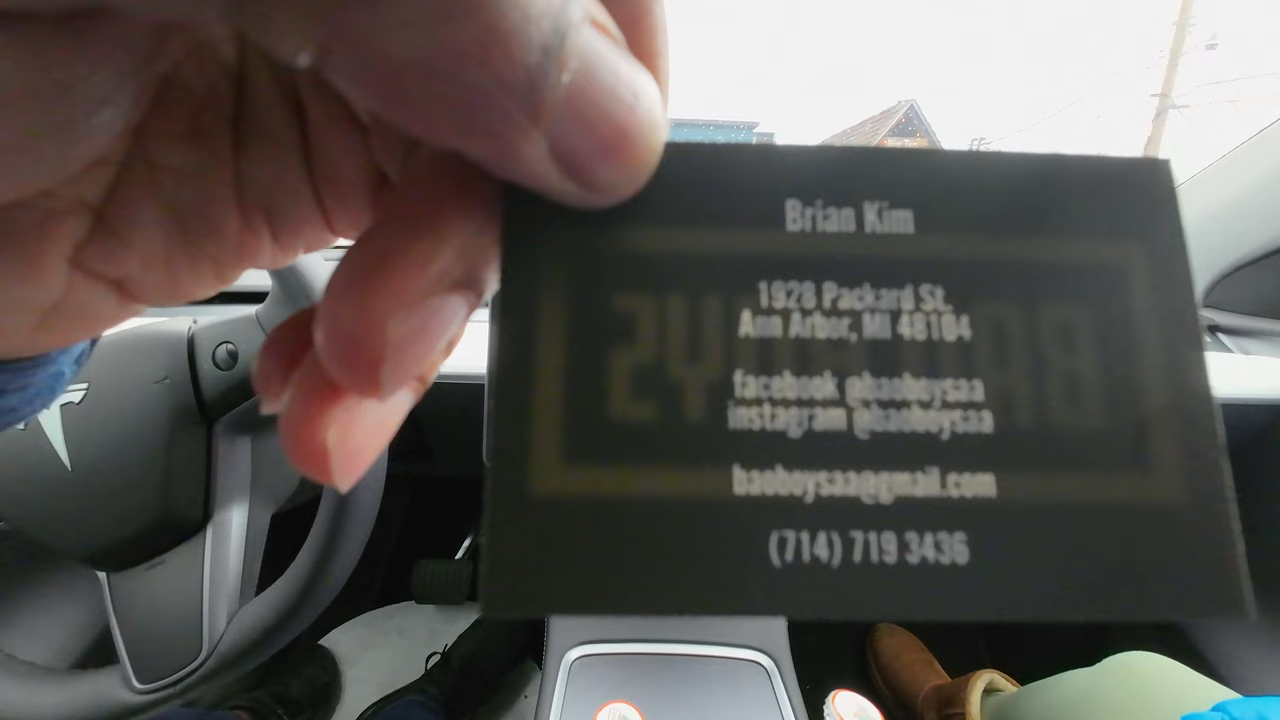 Brian Kim
1928 Packard St.
Ann Arbor, MI 48104
facebook @baoboysaa
instagram @baoboysaa
baoboysaa@gmail.com
(714) 719 3436